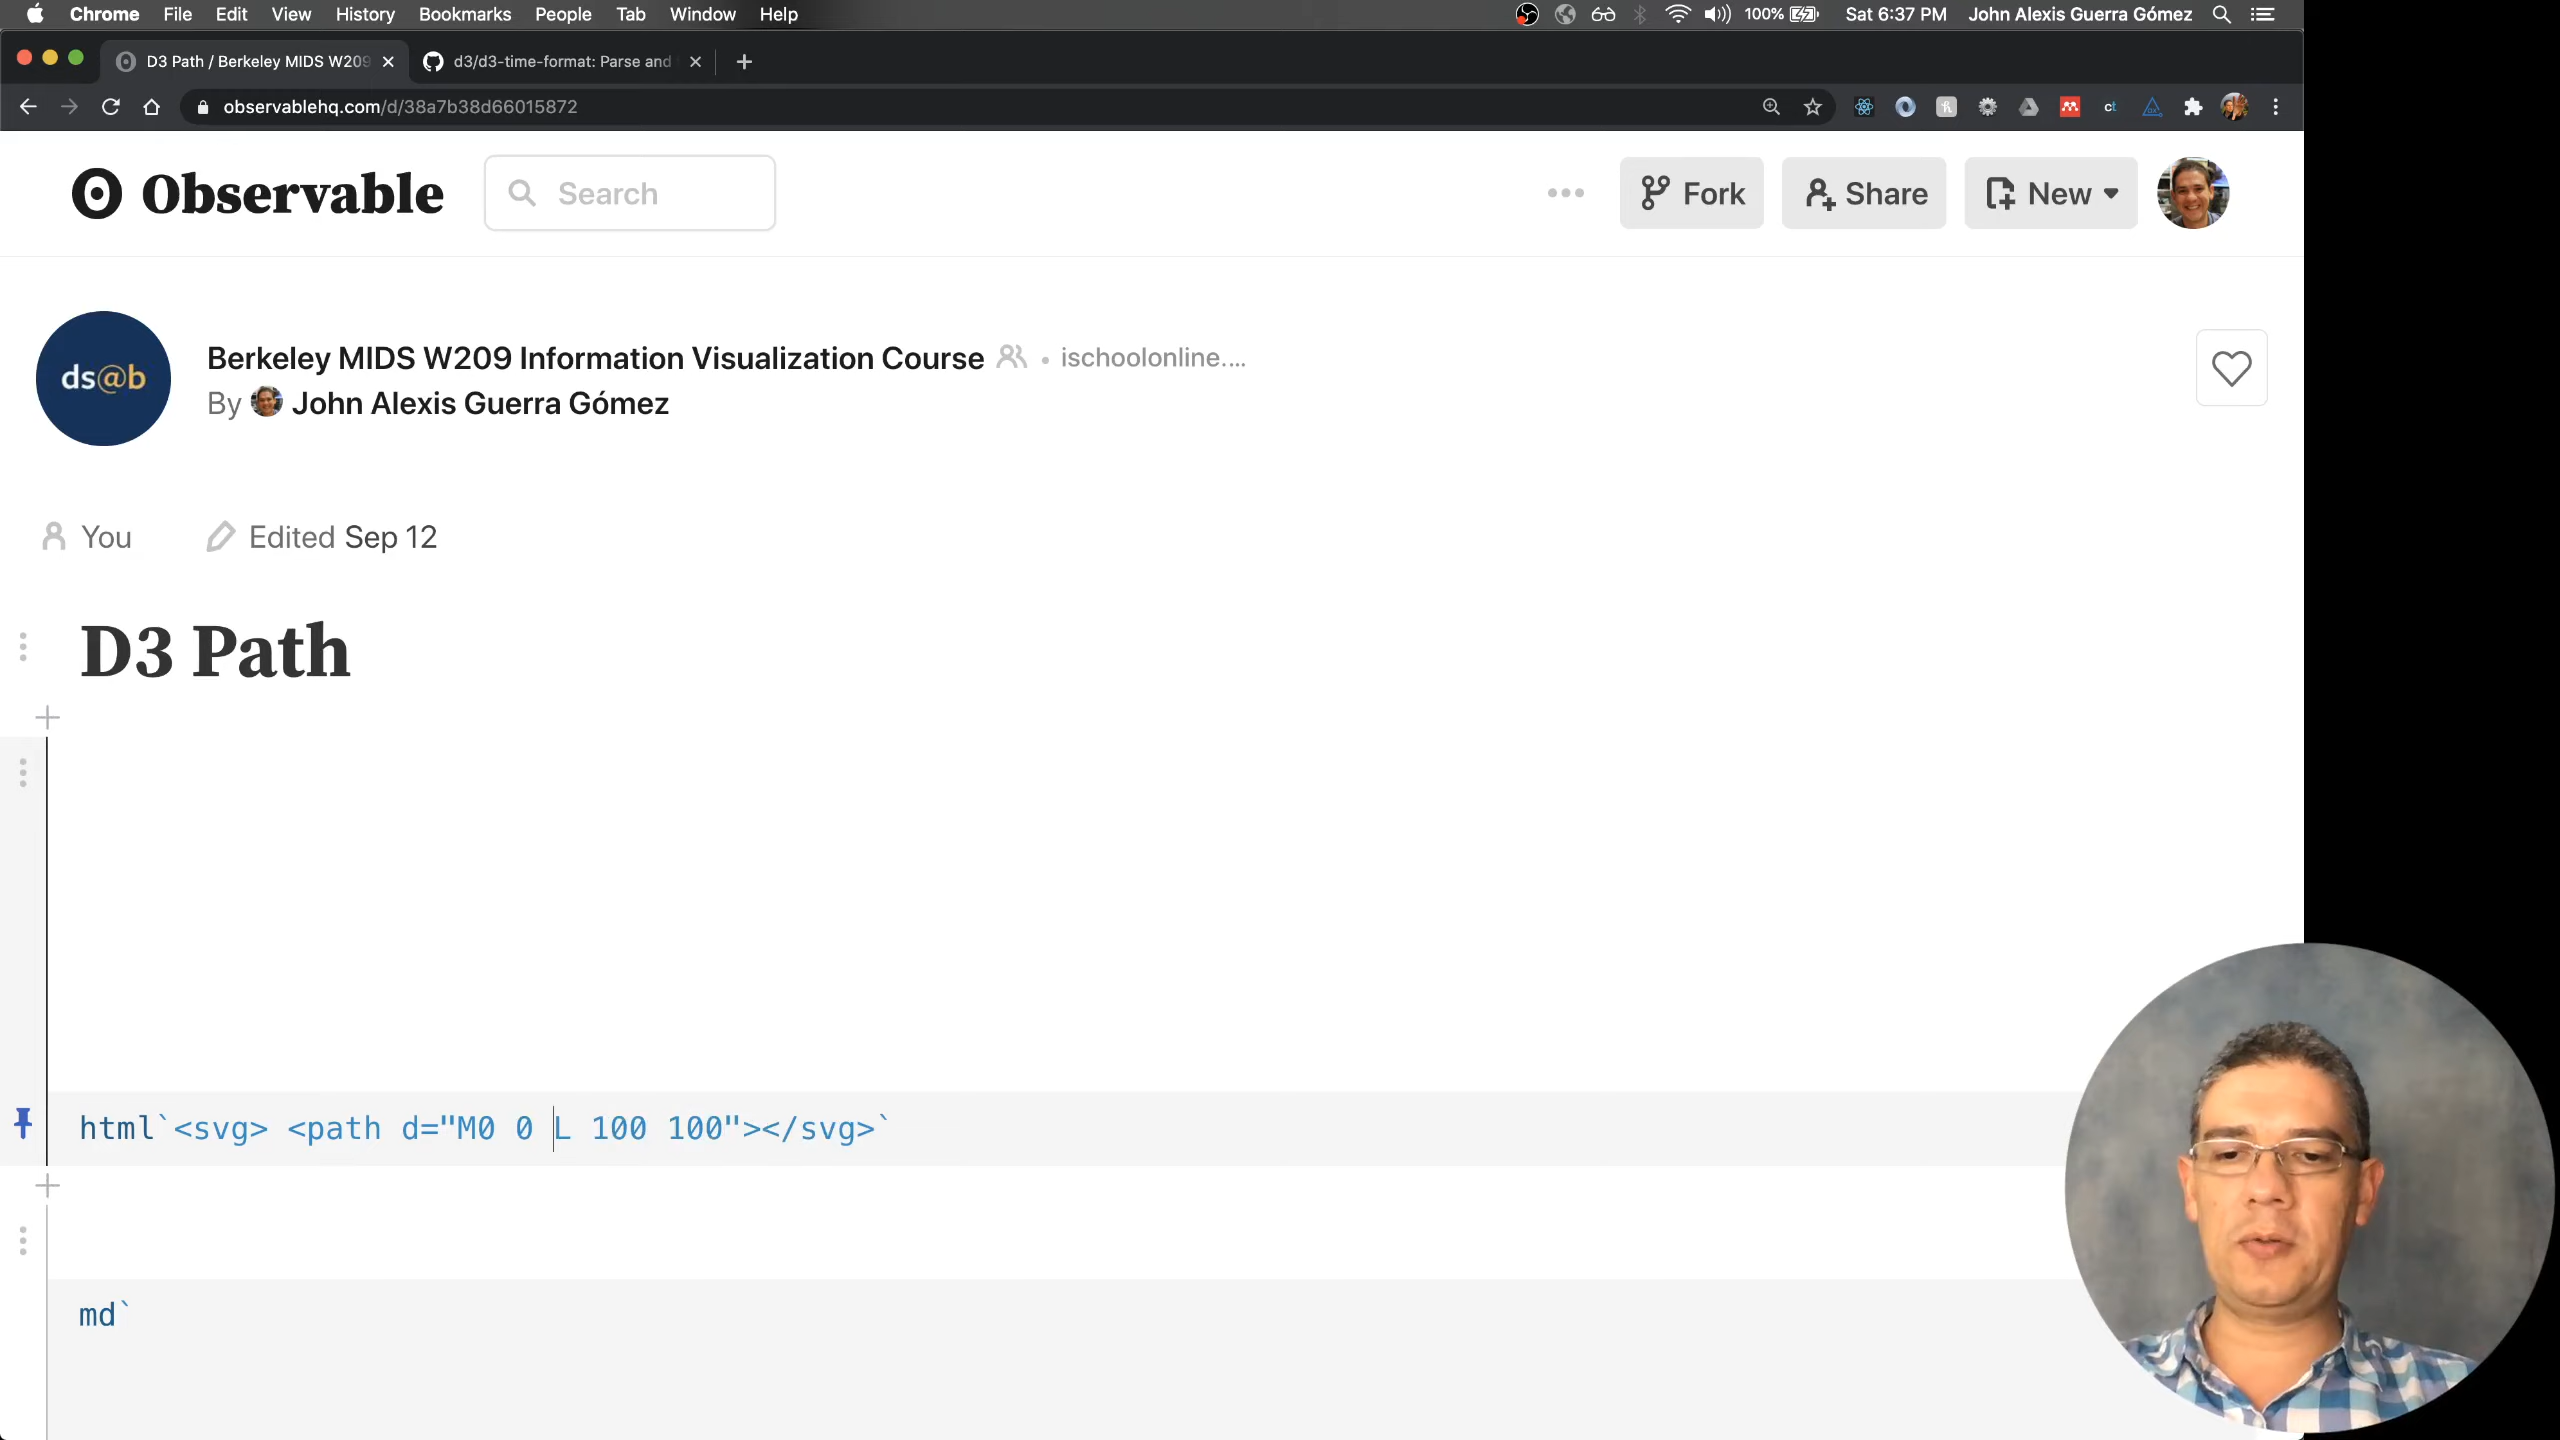 Chrome File Edit View History Bookmarks People Tab Window Help 100% Sat 6:37 PM John Alexis Guerra Gómez
D3 Path / Berkeley MIDS W209 d3/d3-time-format: Parse and
observablehq.com/d/38a7b38d66015872
Observable Search Fork Share New
ds@b
Berkeley MIDS W209 Information Visualization Course • ischoolonline....
By John Alexis Guerra Gómez
You Edited Sep 12
D3 Path
html`<svg> <path d="M0 0 L 100 100"></svg>`
md`